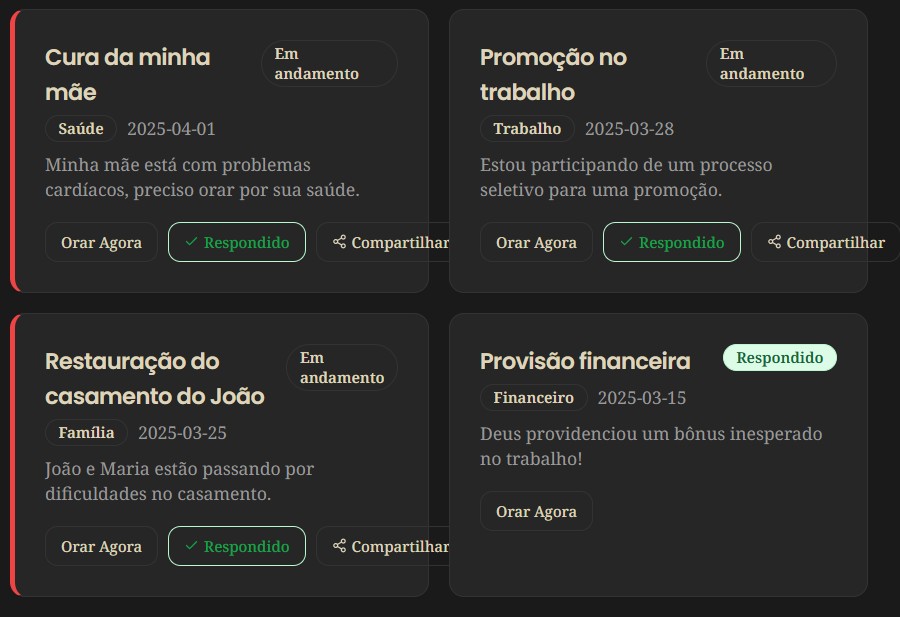 Cura da minha
mãe
Em
andamento
Saúde 2025-04-01
Minha mãe está com problemas
cardíacos, preciso orar por sua saúde.
Orar Agora Respondido Compartilhar
Promoção no
trabalho
Em
andamento
Trabalho 2025-03-28
Estou participando de um processo
seletivo para uma promoção.
Orar Agora Respondido Compartilhar
Restauração do
casamento do João
Em
andamento
Família 2025-03-25
João e Maria estão passando por
dificuldades no casamento.
Orar Agora Respondido Compartilhar
Provisão financeira Respondido
Financeiro 2025-03-15
Deus providenciou um bônus inesperado
no trabalho!
Orar Agora